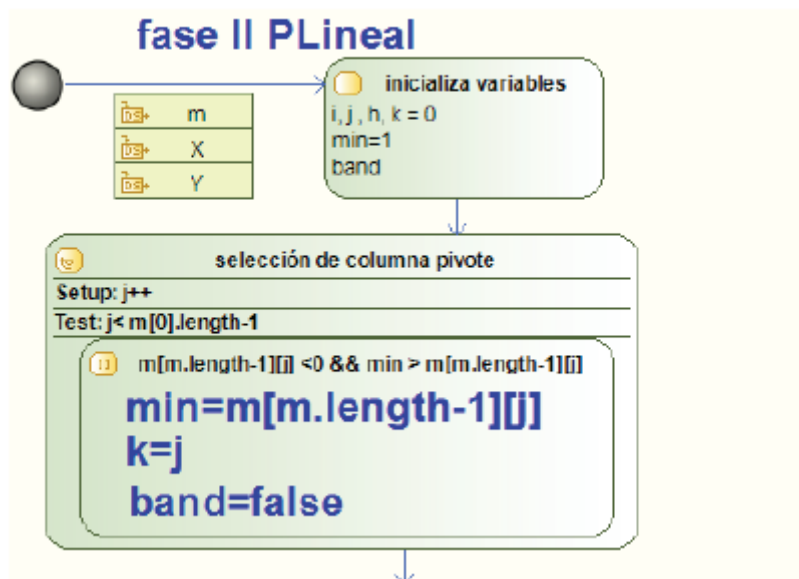 fase II PLineal
inicializa variables
i, j , h, k = 0
min=1
band
m
X
Y
selección de columna pivote
Setup: j++
Test: j< m[0].length-1
m[m.length-1][j] <0 && min > m[m.length-1][j]
min=m[m.length-1][j]
k=j
band=false